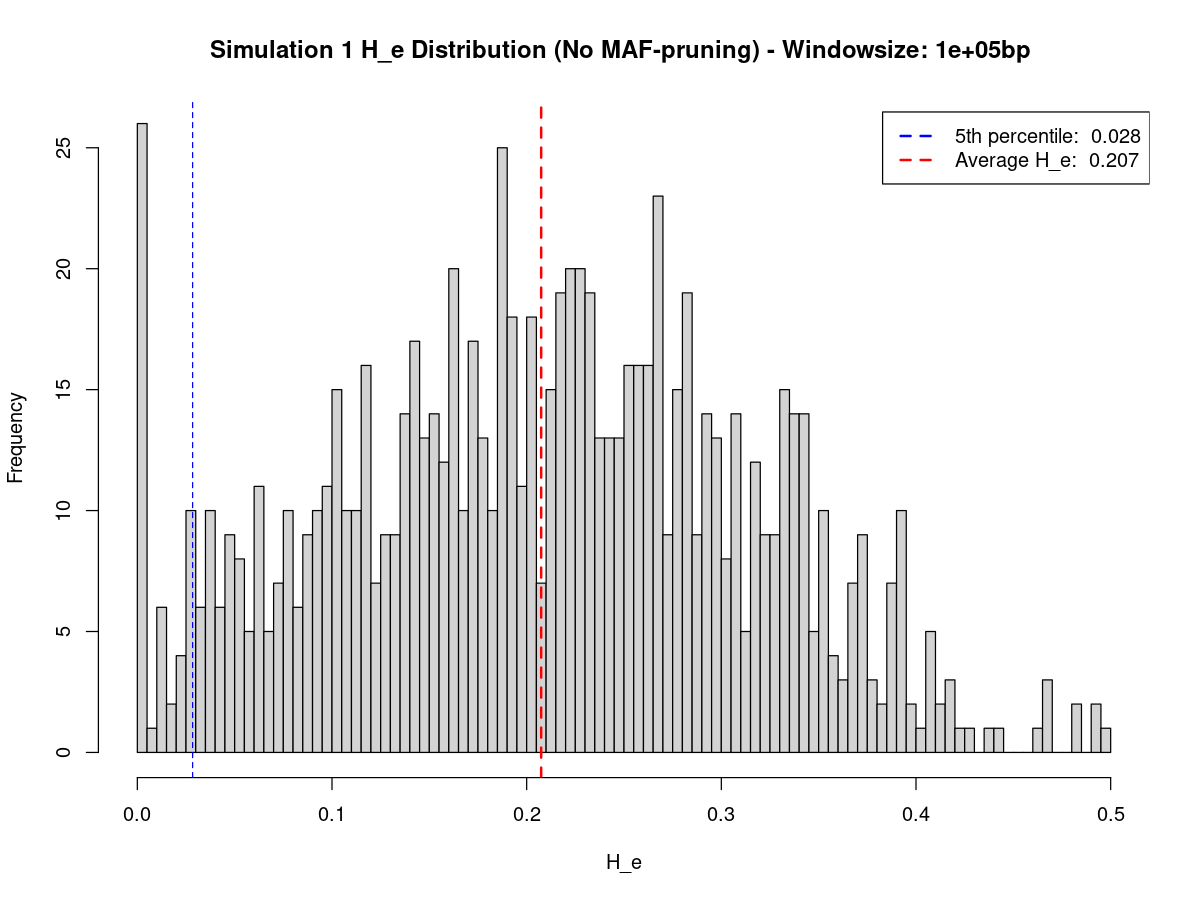 Simulation 1 H_e Distribution (No MAF-pruning) - Windowsize: 1e+05bp
5th percentile:  0.028
Average H_e:  0.207
Frequency
25
20
15
10
5
0
0.0 0.1 0.2 0.3 0.4 0.5
H_e